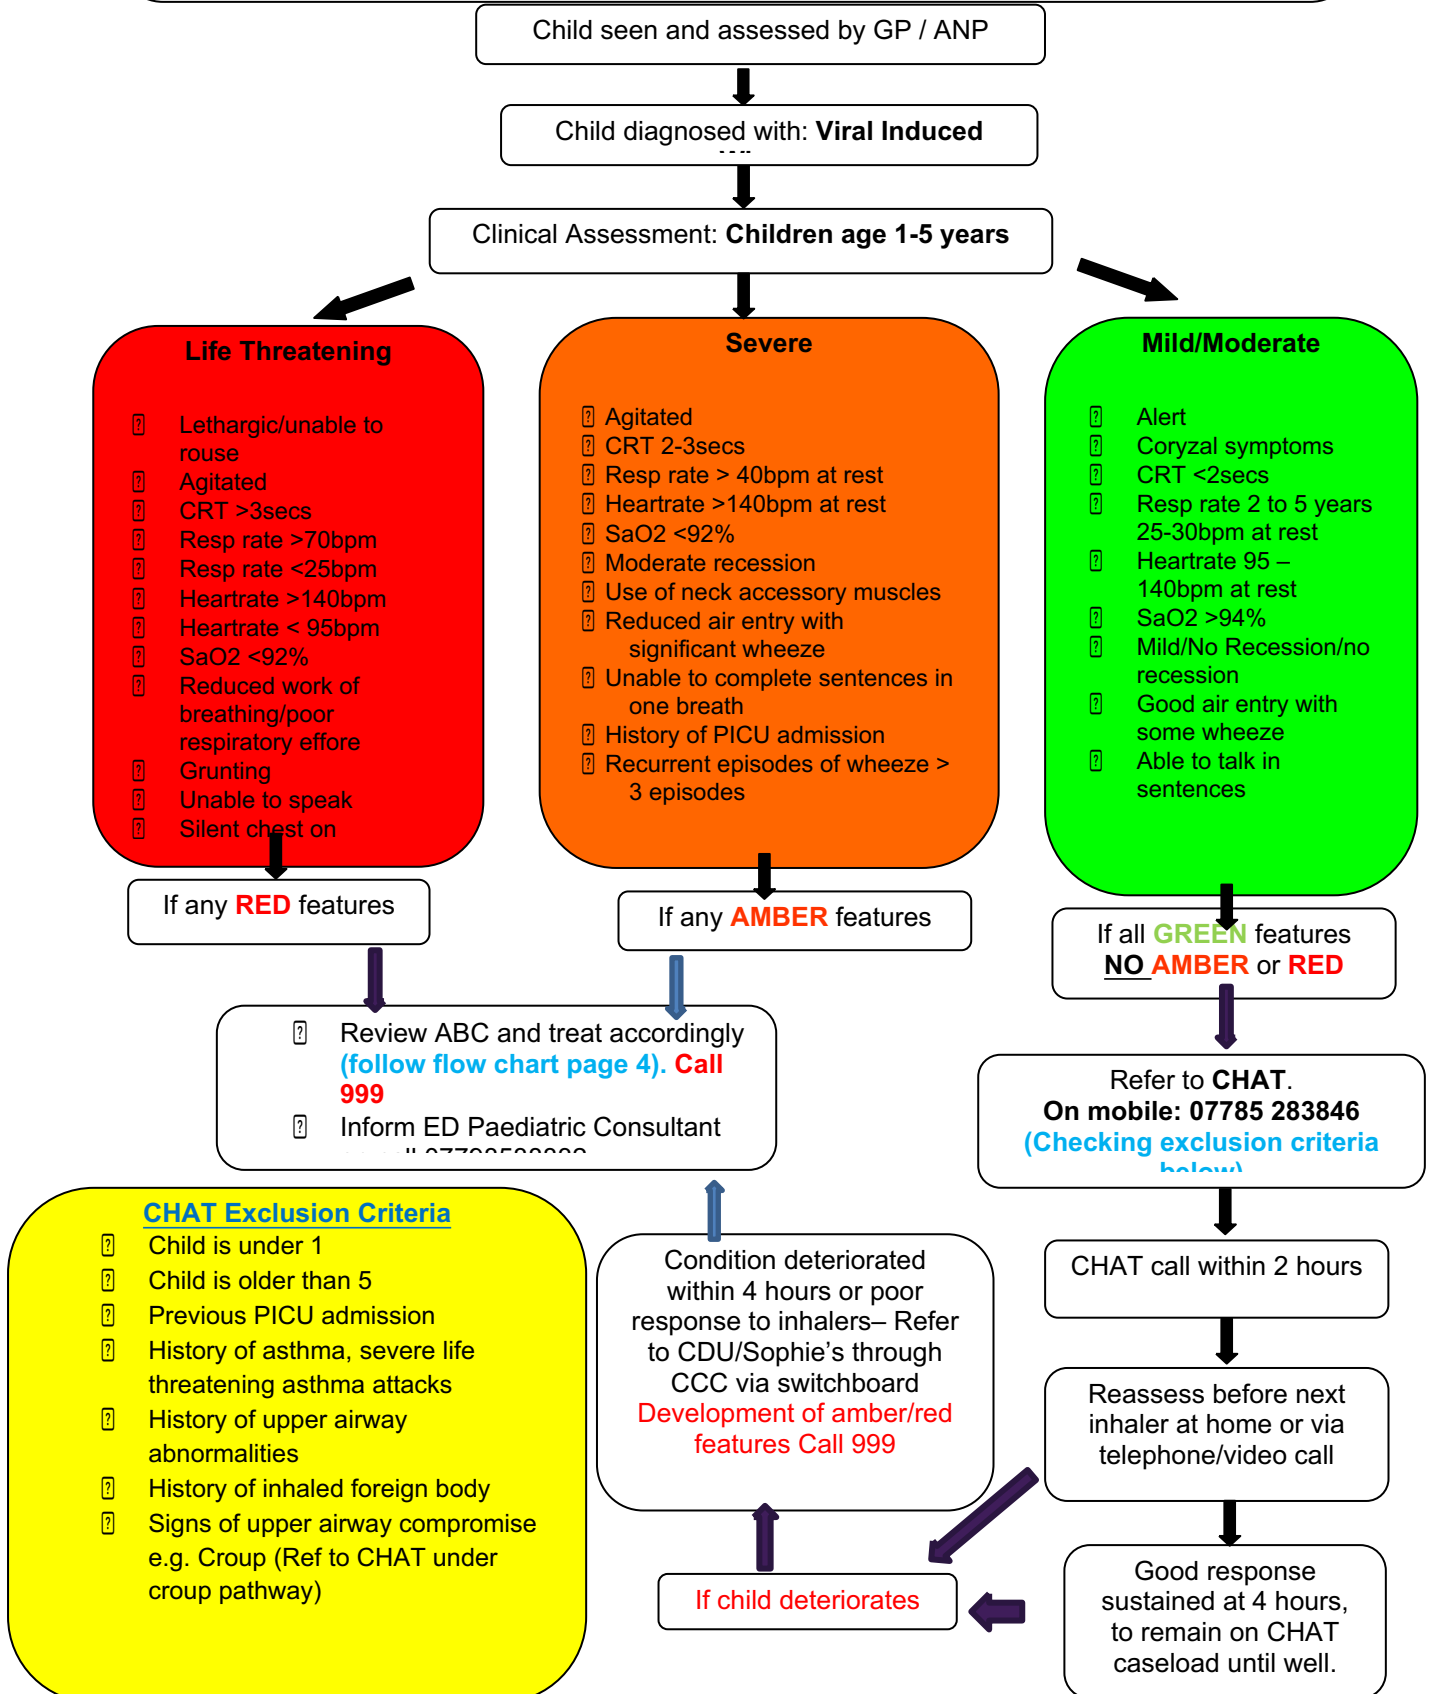 Child seen and assessed by GP / ANP
Child diagnosed with: Viral Induced
Clinical Assessment: Children age 1-5 years
Life Threatening
Lethargic/unable to
rouse
Agitated
CRT >3secs
Resp rate >70bpm
Resp rate <25bpm
Heartrate >140bpm
Heartrate < 95bpm
SaO2 <92%
Reduced work of
breathing/poor
respiratory effore
Grunting
Unable to speak
Silent chest on
Severe
Agitated
CRT 2-3secs
Resp rate > 40bpm at rest
Heartrate >140bpm at rest
SaO2 <92%
Moderate recession
Use of neck accessory muscles
Reduced air entry with
significant wheeze
Unable to complete sentences in
one breath
History of PICU admission
Recurrent episodes of wheeze >
3 episodes
Mild/Moderate
Alert
Coryzal symptoms
CRT <2secs
Resp rate 2 to 5 years
25-30bpm at rest
Heartrate 95 –
140bpm at rest
SaO2 >94%
Mild/No Recession/no
recession
Good air entry with
some wheeze
Able to talk in
sentences
If any RED features
If any AMBER features
If all GREEN features
NO AMBER or RED
Review ABC and treat accordingly
(follow flow chart page 4). Call
999
Inform ED Paediatric Consultant
Refer to CHAT.
On mobile: 07785 283846
(Checking exclusion criteria
below)
CHAT Exclusion Criteria
Child is under 1
Child is older than 5
Previous PICU admission
History of asthma, severe life
threatening asthma attacks
History of upper airway
abnormalities
History of inhaled foreign body
Signs of upper airway compromise
e.g. Croup (Ref to CHAT under
croup pathway)
Condition deteriorated
within 4 hours or poor
response to inhalers– Refer
to CDU/Sophie's through
CCC via switchboard
Development of amber/red
features Call 999
If child deteriorates
CHAT call within 2 hours
Reassess before next
inhaler at home or via
telephone/video call
Good response
sustained at 4 hours,
to remain on CHAT
caseload until well.